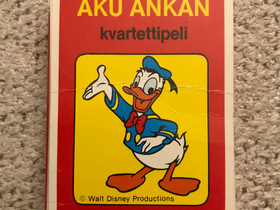 AKU ANKAN
kvartettipeli
© Walt Disney Productions